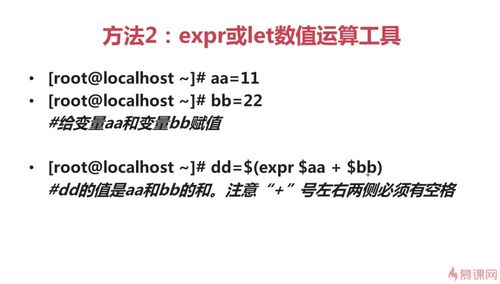 方法2：expr或let数值运算工具
• [root@localhost ~]# aa=11
• [root@localhost ~]# bb=22
#给变量aa和变量bb赋值
• [root@localhost ~]# dd=$(expr $aa + $bb)
#dd的值是aa和bb的和。注意“+”号左右两侧必须有空格
慕课网